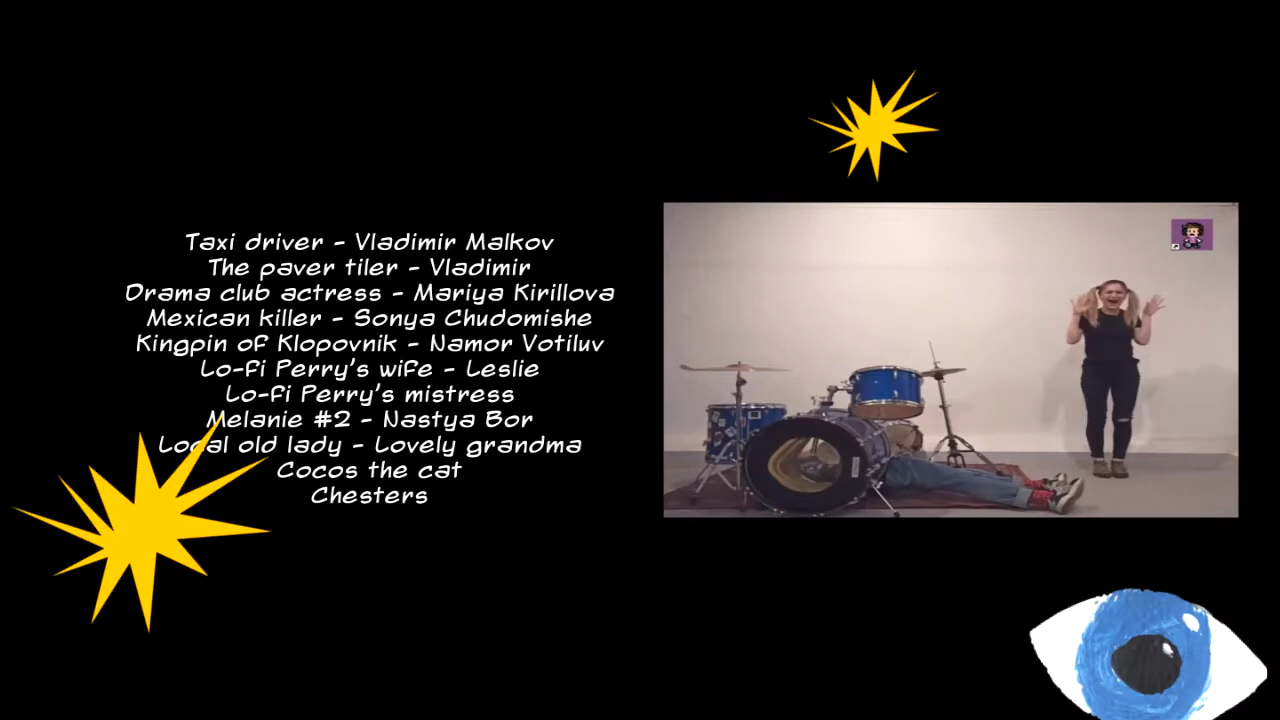 Taxi driver - Vladimir Malkov
The paver tiler - Vladimir
Drama club actress - Mariya Kirillova
Mexican killer - Sonya Chudomishe
Kingpin of Klopovnik - Namor Votiluv
Lo-fi Perry's wife - Leslie
Lo-fi Perry's mistress
Melanie #2 - Nastya Bor
Local old lady - Lovely grandma
Cocos the cat
Chesters